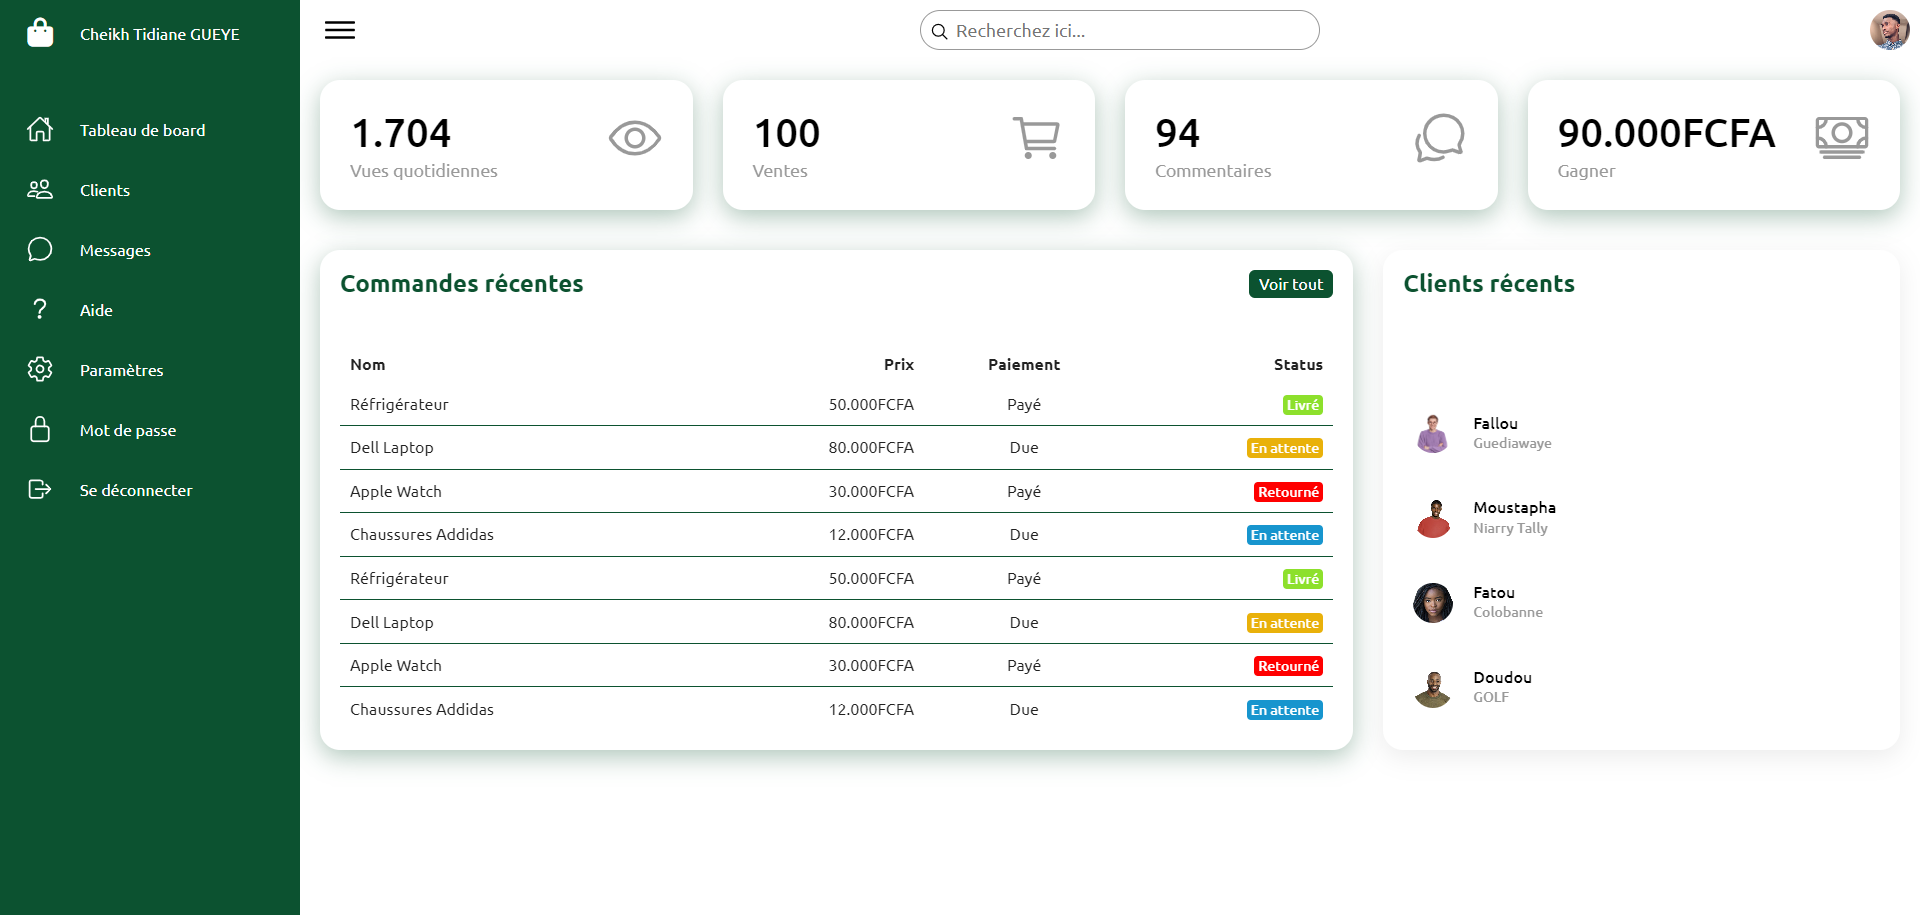 Cheikh Tidiane GUEYE
Recherchez ici...
Tableau de board
Clients
Messages
Aide
Paramètres
Mot de passe
Se déconnecter
1.704
Vues quotidiennes
100
Ventes
94
Commentaires
90.000FCFA
Gagner
Commandes récentes
Voir tout
Nom Prix Paiement Status
Réfrigérateur 50.000FCFA Payé Livré
Dell Laptop 80.000FCFA Due En attente
Apple Watch 30.000FCFA Payé Retourné
Chaussures Addidas 12.000FCFA Due En attente
Réfrigérateur 50.000FCFA Payé Livré
Dell Laptop 80.000FCFA Due En attente
Apple Watch 30.000FCFA Payé Retourné
Chaussures Addidas 12.000FCFA Due En attente
Clients récents
Fallou
Guediawaye
Moustapha
Niarry Tally
Fatou
Colobanne
Doudou
GOLF